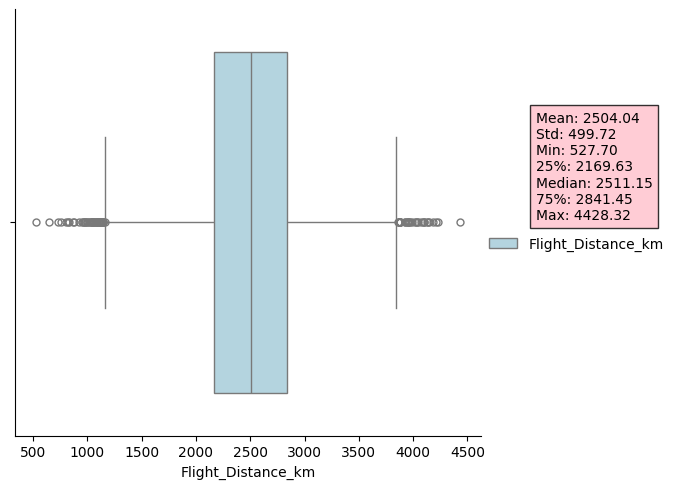 Mean: 2504.04
Std: 499.72
Min: 527.70
25%: 2169.63
Median: 2511.15
75%: 2841.45
Max: 4428.32
Flight_Distance_km
500 1000 1500 2000 2500 3000 3500 4000 4500
Flight_Distance_km